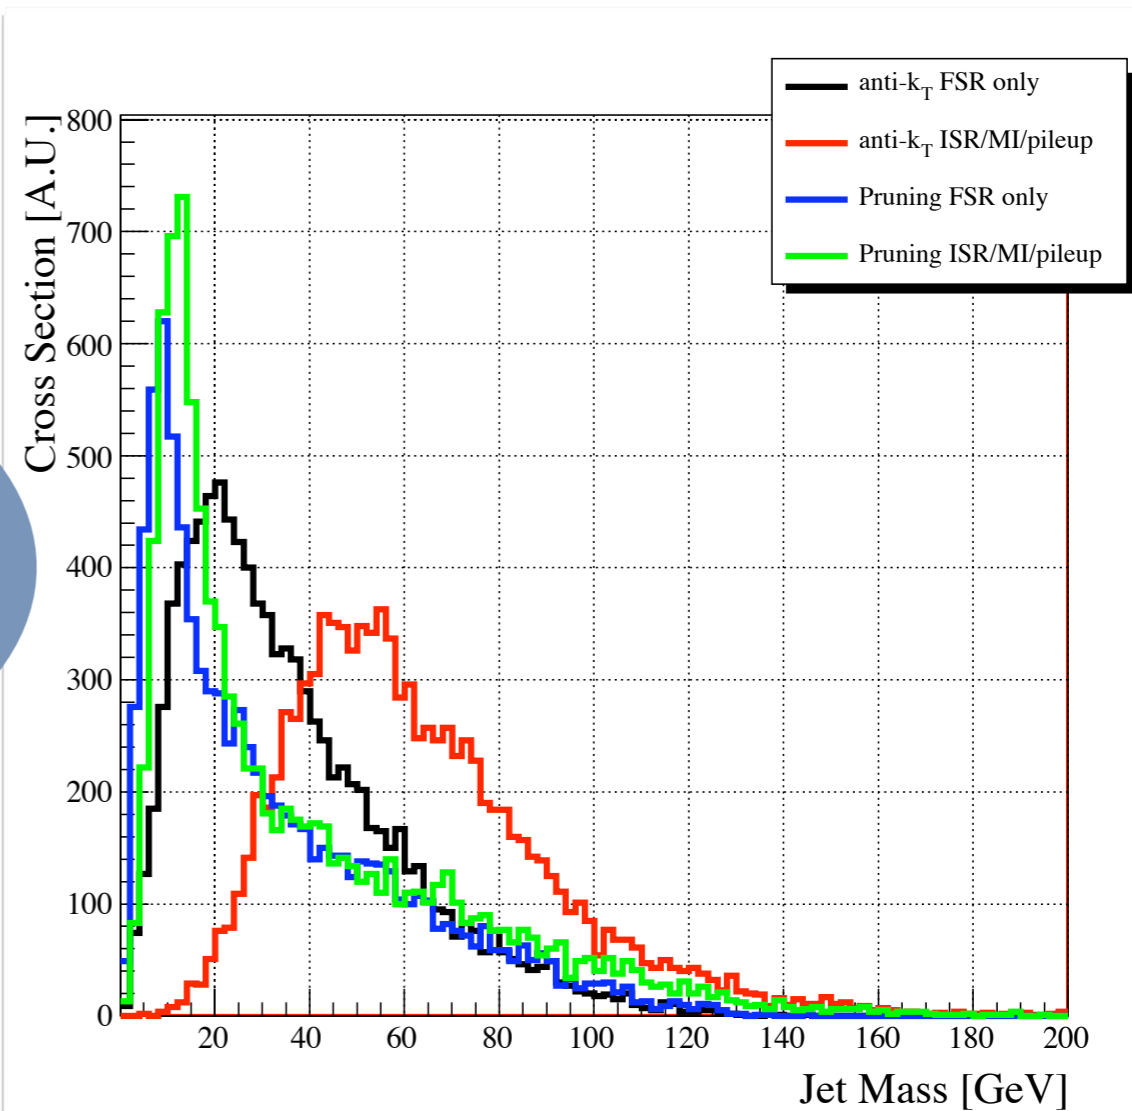 anti-k_T FSR only
anti-k_T ISR/MI/pileup
Pruning FSR only
Pruning ISR/MI/pileup
Cross Section [A.U.]
800
700
600
500
400
300
200
100
0
20 40 60 80 100 120 140 160 180 200
Jet Mass [GeV]